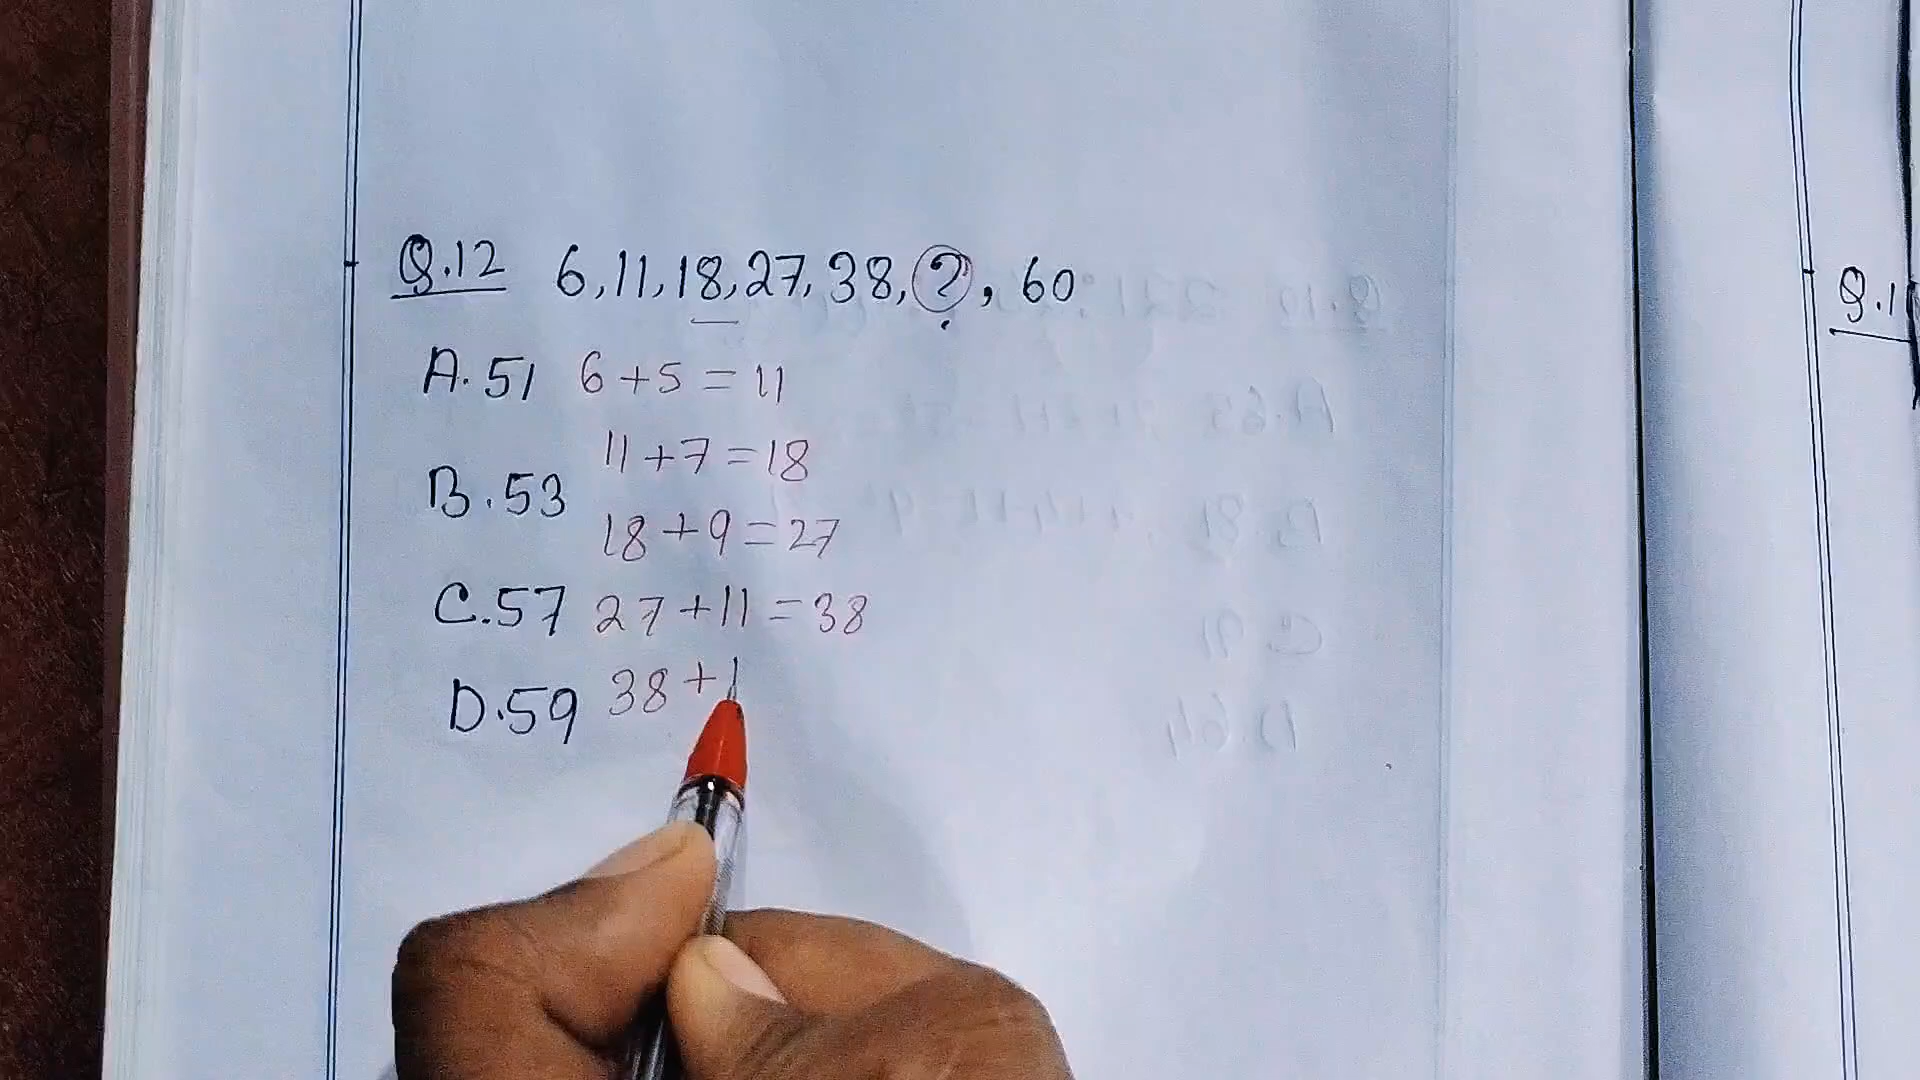 Q.12 6,11,18,27,38,?,60
A.51 6+5=11
11+7=18
B.53
18+9=27
C.57 27+11=38
D.59 38+1
Q.1